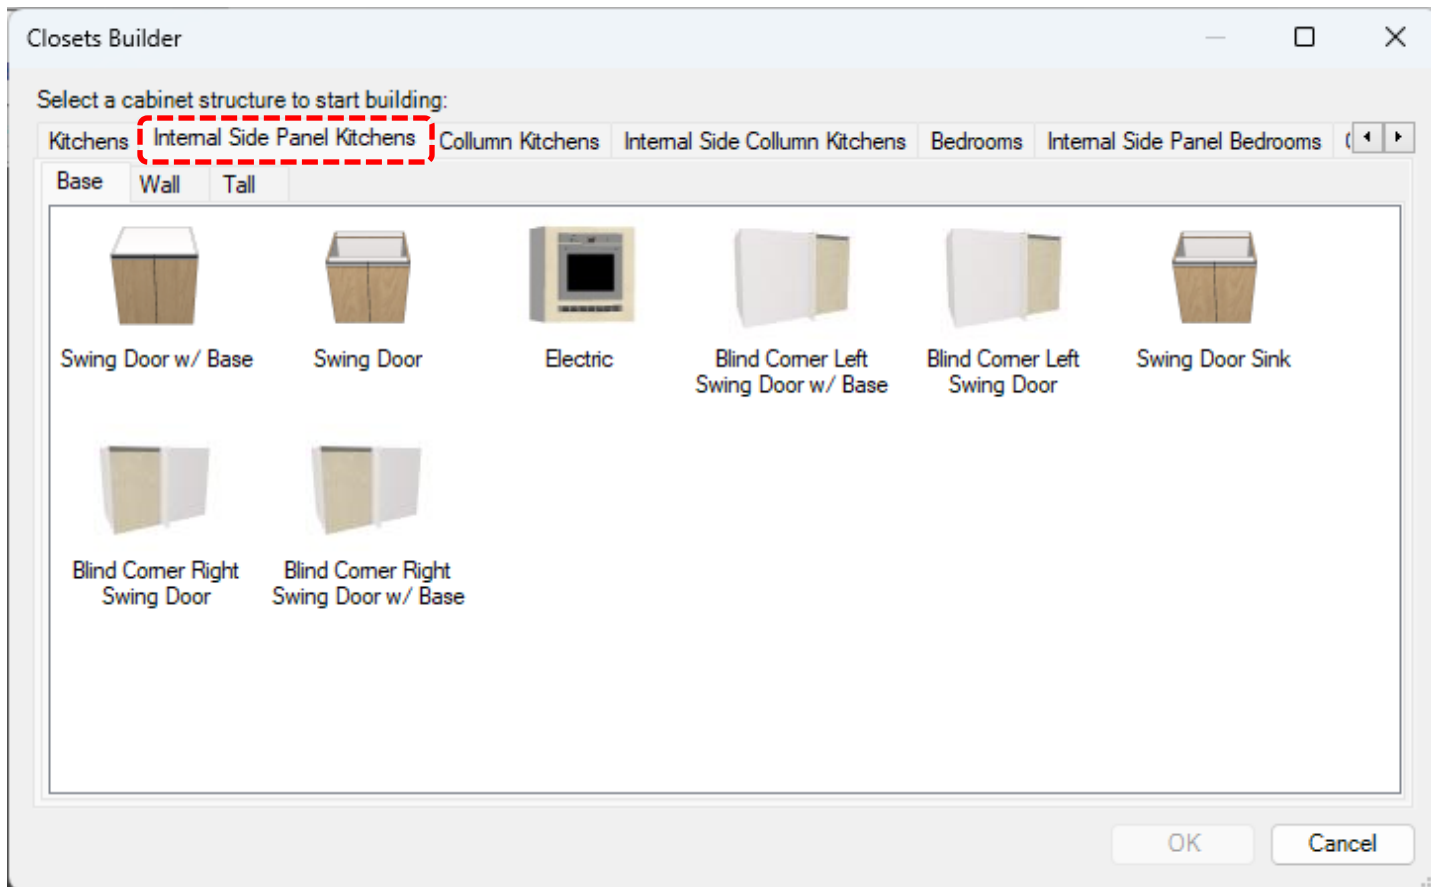 Closets Builder
Select a cabinet structure to start building:
Kitchens Internal Side Panel Kitchens Collumn Kitchens Internal Side Collumn Kitchens Bedrooms Internal Side Panel Bedrooms
Base Wall Tall
Swing Door w/ Base Swing Door Electric Blind Corner Left Blind Corner Left Swing Door Sink
Swing Door w/ Base Swing Door
Blind Corner Right Blind Corner Right
Swing Door Swing Door w/ Base
OK Cancel